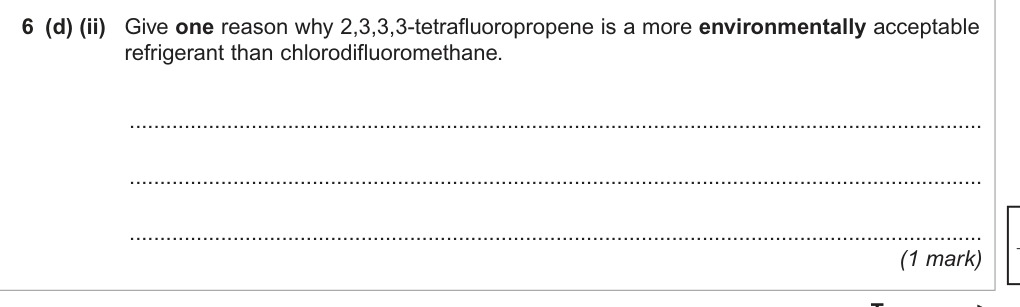 6 (d) (ii) Give one reason why 2,3,3,3-tetrafluoropropene is a more environmentally acceptable
refrigerant than chlorodifluoromethane.
(1 mark)